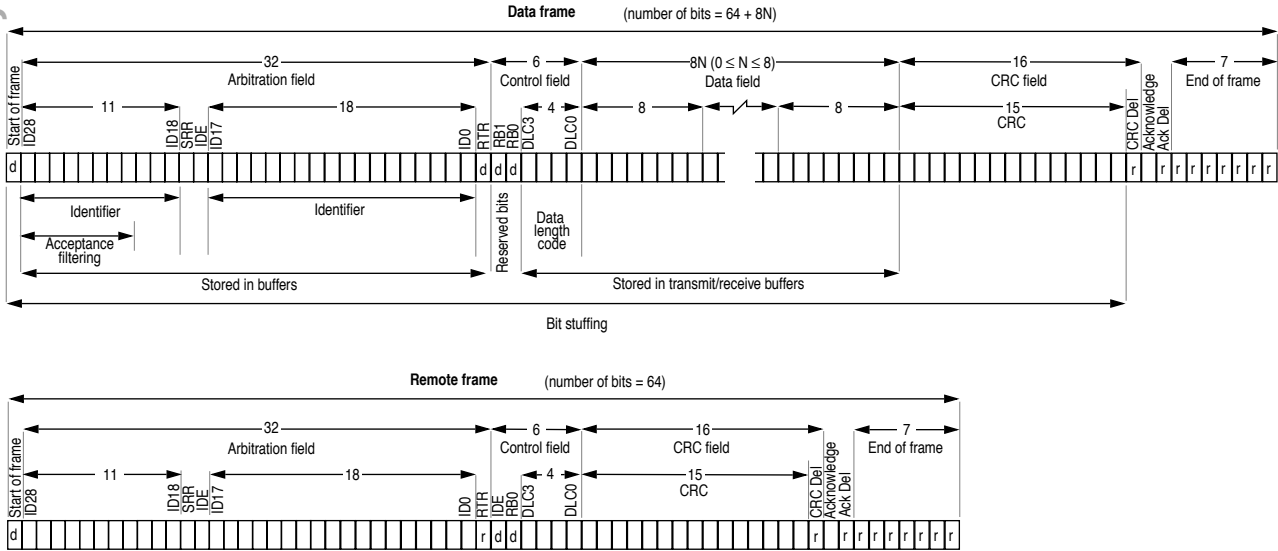 Data frame (number of bits = 64 + 8N)
32 6 8N (0 ≤ N ≤ 8) 16 7
Arbitration field Control field Data field CRC field End of frame
11 18 4 8 8 15
CRC
Start of frame ID28 ID18 SRR IDE ID17 ID0 RTR RB1 RB0 DLC3 DLC0 CRC Del Acknowledge Ack Del
d d d d r r r r r r r r r
Identifier Identifier Reserved bits Data length code
Acceptance filtering
Stored in buffers Stored in transmit/receive buffers
Bit stuffing
Remote frame (number of bits = 64)
32 6 16 7
Arbitration field Control field CRC field End of frame
11 18 4 15
CRC
Start of frame ID28 ID18 SRR IDE ID17 ID0 RTR IDE RB0 DLC3 DLC0 CRC Del Acknowledge Ack Del
d r d d r r r r r r r r r